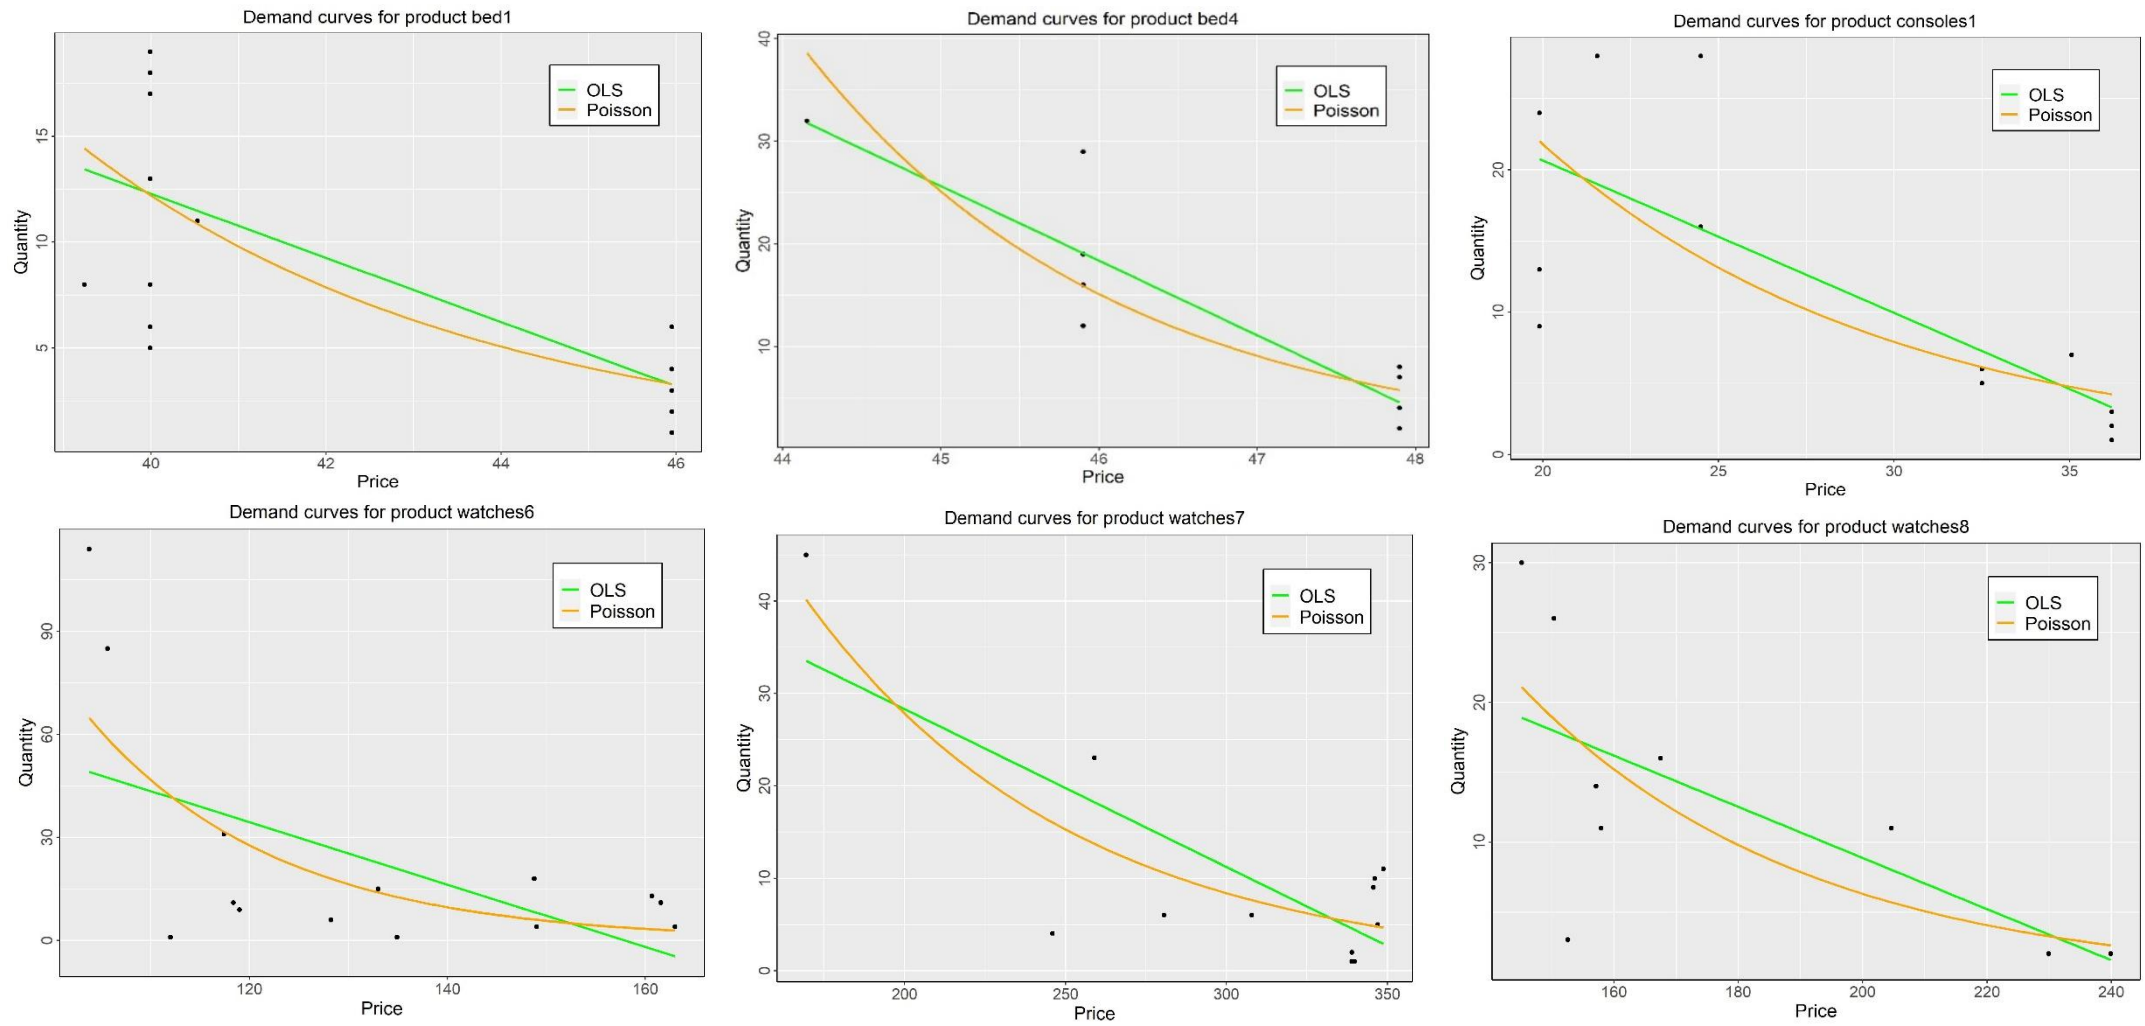 Demand curves for product bed1
Quantity
15
10
5
OLS
Poisson
40 42 44 46
Price
Demand curves for product bed4
Quantity
40
30
20
10
OLS
Poisson
44 45 46 47 48
Price
Demand curves for product consoles1
Quantity
20
10
0
OLS
Poisson
20 25 30 35
Price
Demand curves for product watches6
Quantity
90
60
30
0
OLS
Poisson
120 140 160
Price
Demand curves for product watches7
Quantity
40
30
20
10
0
OLS
Poisson
200 250 300 350
Price
Demand curves for product watches8
Quantity
30
20
10
OLS
Poisson
160 180 200 220 240
Price